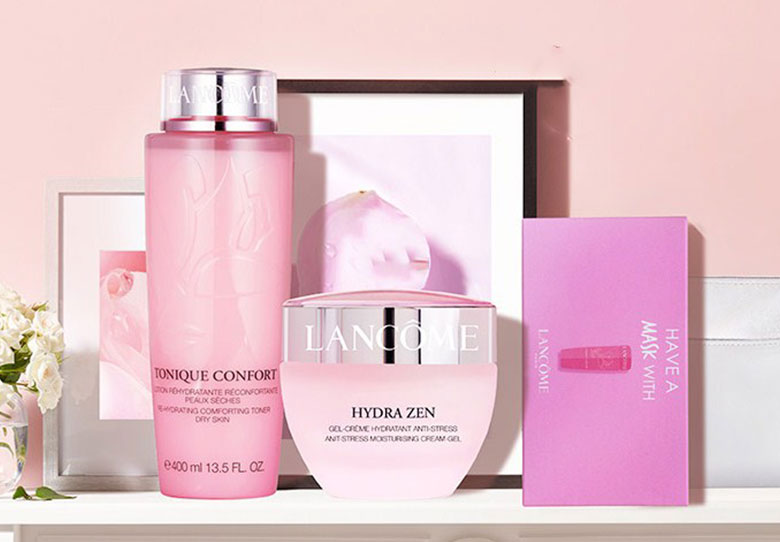 LANCÔME
TONIQUE CONFORT
LOTION RÉHYDRATANTE RÉCONFORTANTE
PEAUX SÈCHES
RE-HYDRATING COMFORTING TONER
DRY SKIN
e400 ml 13.5 FL. OZ.
LANCÔME
HYDRA ZEN
GEL-CRÈME HYDRATANT ANTI-STRESS
ANTI-STRESS MOISTURISING CREAM-GEL
HAVE A
MASK WITH
LANCÔME